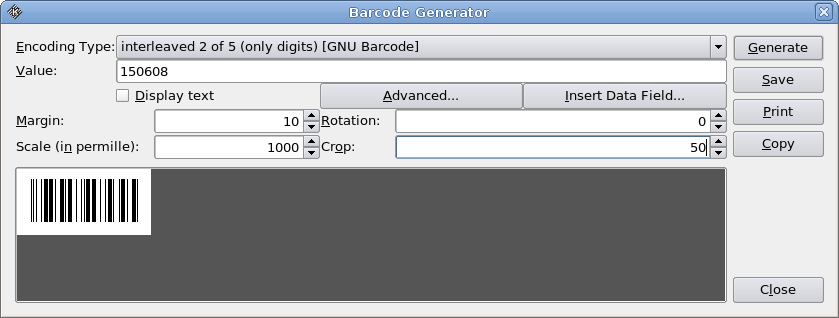 Barcode Generator
Encoding Type: interleaved 2 of 5 (only digits) [GNU Barcode] Generate
Value: 150608 Save
Display text Advanced... Insert Data Field...
Print
Margin: 10 Rotation: 0
Scale (in permille): 1000 Crop: 50 Copy
Close